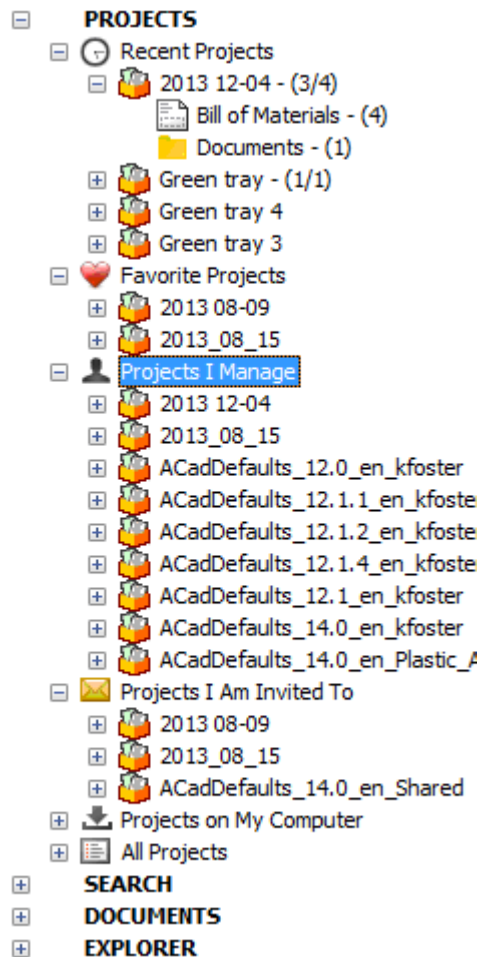 PROJECTS
Recent Projects
2013 12-04 - (3/4)
Bill of Materials - (4)
Documents - (1)
Green tray - (1/1)
Green tray 4
Green tray 3
Favorite Projects
2013 08-09
2013_08_15
Projects I Manage
2013 12-04
2013_08_15
ACadDefaults_12.0_en_kfoster
ACadDefaults_12.1.1_en_kfoster
ACadDefaults_12.1.2_en_kfoster
ACadDefaults_12.1.4_en_kfoster
ACadDefaults_12.1_en_kfoster
ACadDefaults_14.0_en_kfoster
ACadDefaults_14.0_en_Plastic_A
Projects I Am Invited To
2013 08-09
2013_08_15
ACadDefaults_14.0_en_Shared
Projects on My Computer
All Projects
SEARCH
DOCUMENTS
EXPLORER